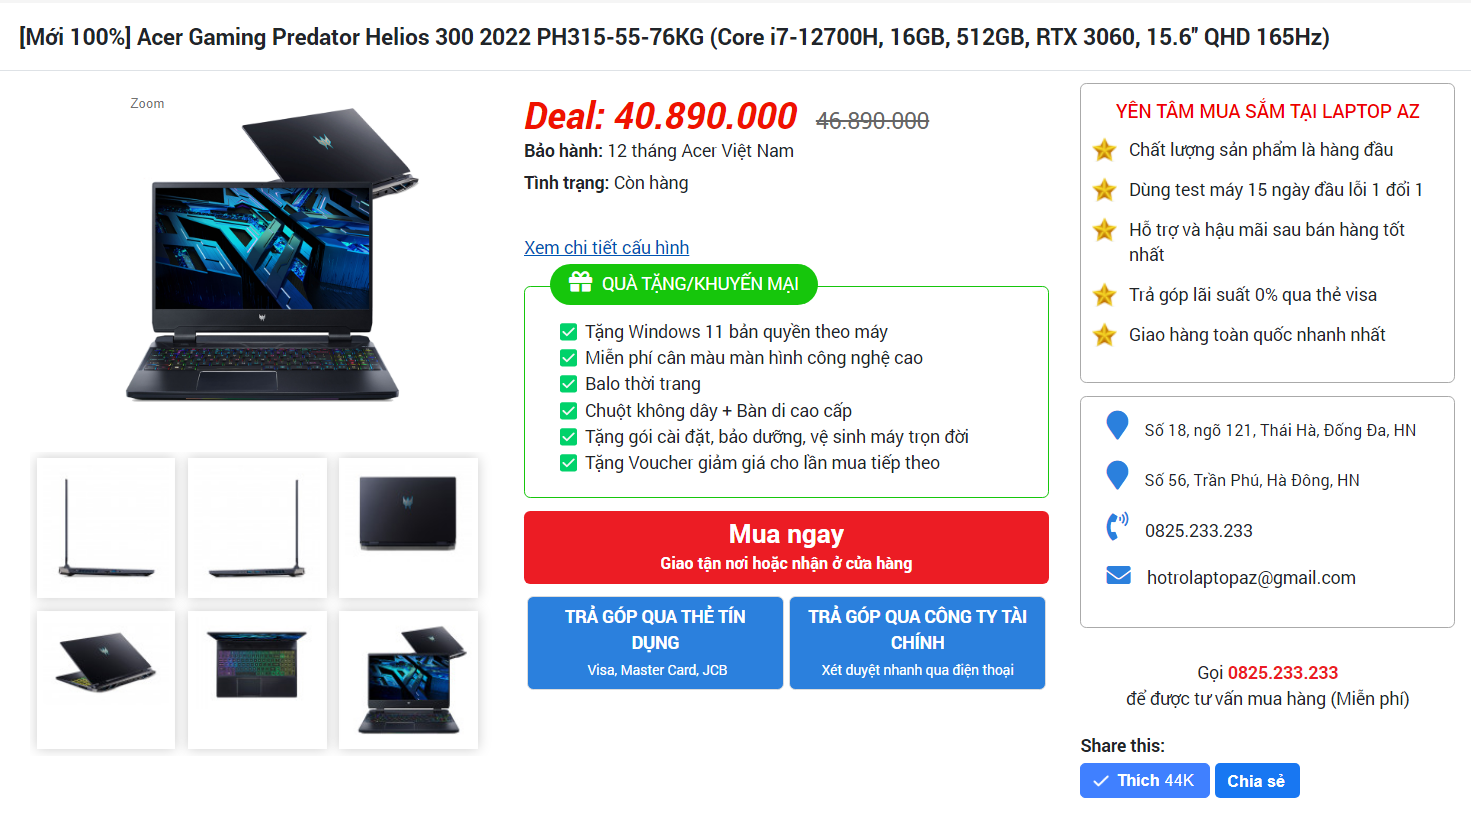 [Mới 100%] Acer Gaming Predator Helios 300 2022 PH315-55-76KG (Core i7-12700H, 16GB, 512GB, RTX 3060, 15.6" QHD 165Hz)
Zoom
Deal: 40.890.000 46.890.000
Bảo hành: 12 tháng Acer Việt Nam
Tình trạng: Còn hàng
Xem chi tiết cấu hình
QUÀ TẶNG/KHUYẾN MẠI
Tặng Windows 11 bản quyền theo máy
Miễn phí cân màu màn hình công nghệ cao
Balo thời trang
Chuột không dây + Bàn di cao cấp
Tặng gói cài đặt, bảo dưỡng, vệ sinh máy trọn đời
Tặng Voucher giảm giá cho lần mua tiếp theo
Mua ngay
Giao tận nơi hoặc nhận ở cửa hàng
TRẢ GÓP QUA THẺ TÍN
DỤNG
Visa, Master Card, JCB
TRẢ GÓP QUA CÔNG TY TÀI
CHÍNH
Xét duyệt nhanh qua điện thoại
YÊN TÂM MUA SẮM TẠI LAPTOP AZ
Chất lượng sản phẩm là hàng đầu
Dùng test máy 15 ngày đầu lỗi 1 đổi 1
Hỗ trợ và hậu mãi sau bán hàng tốt
nhất
Trả góp lãi suất 0% qua thẻ visa
Giao hàng toàn quốc nhanh nhất
Số 18, ngõ 121, Thái Hà, Đống Đa, HN
Số 56, Trần Phú, Hà Đông, HN
0825.233.233
hotrolaptopaz@gmail.com
Gọi 0825.233.233
để được tư vấn mua hàng (Miễn phí)
Share this:
Thích 44K
Chia sẻ